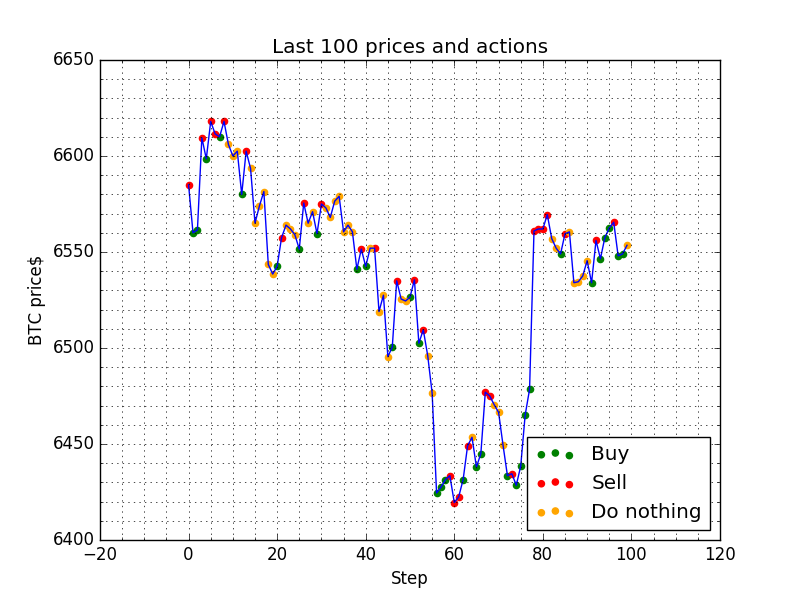 Last 100 prices and actions
6650
6600
6550
6500
6450
6400
BTC price$
Buy
Sell
Do nothing
−20 0 20 40 60 80 100 120
Step